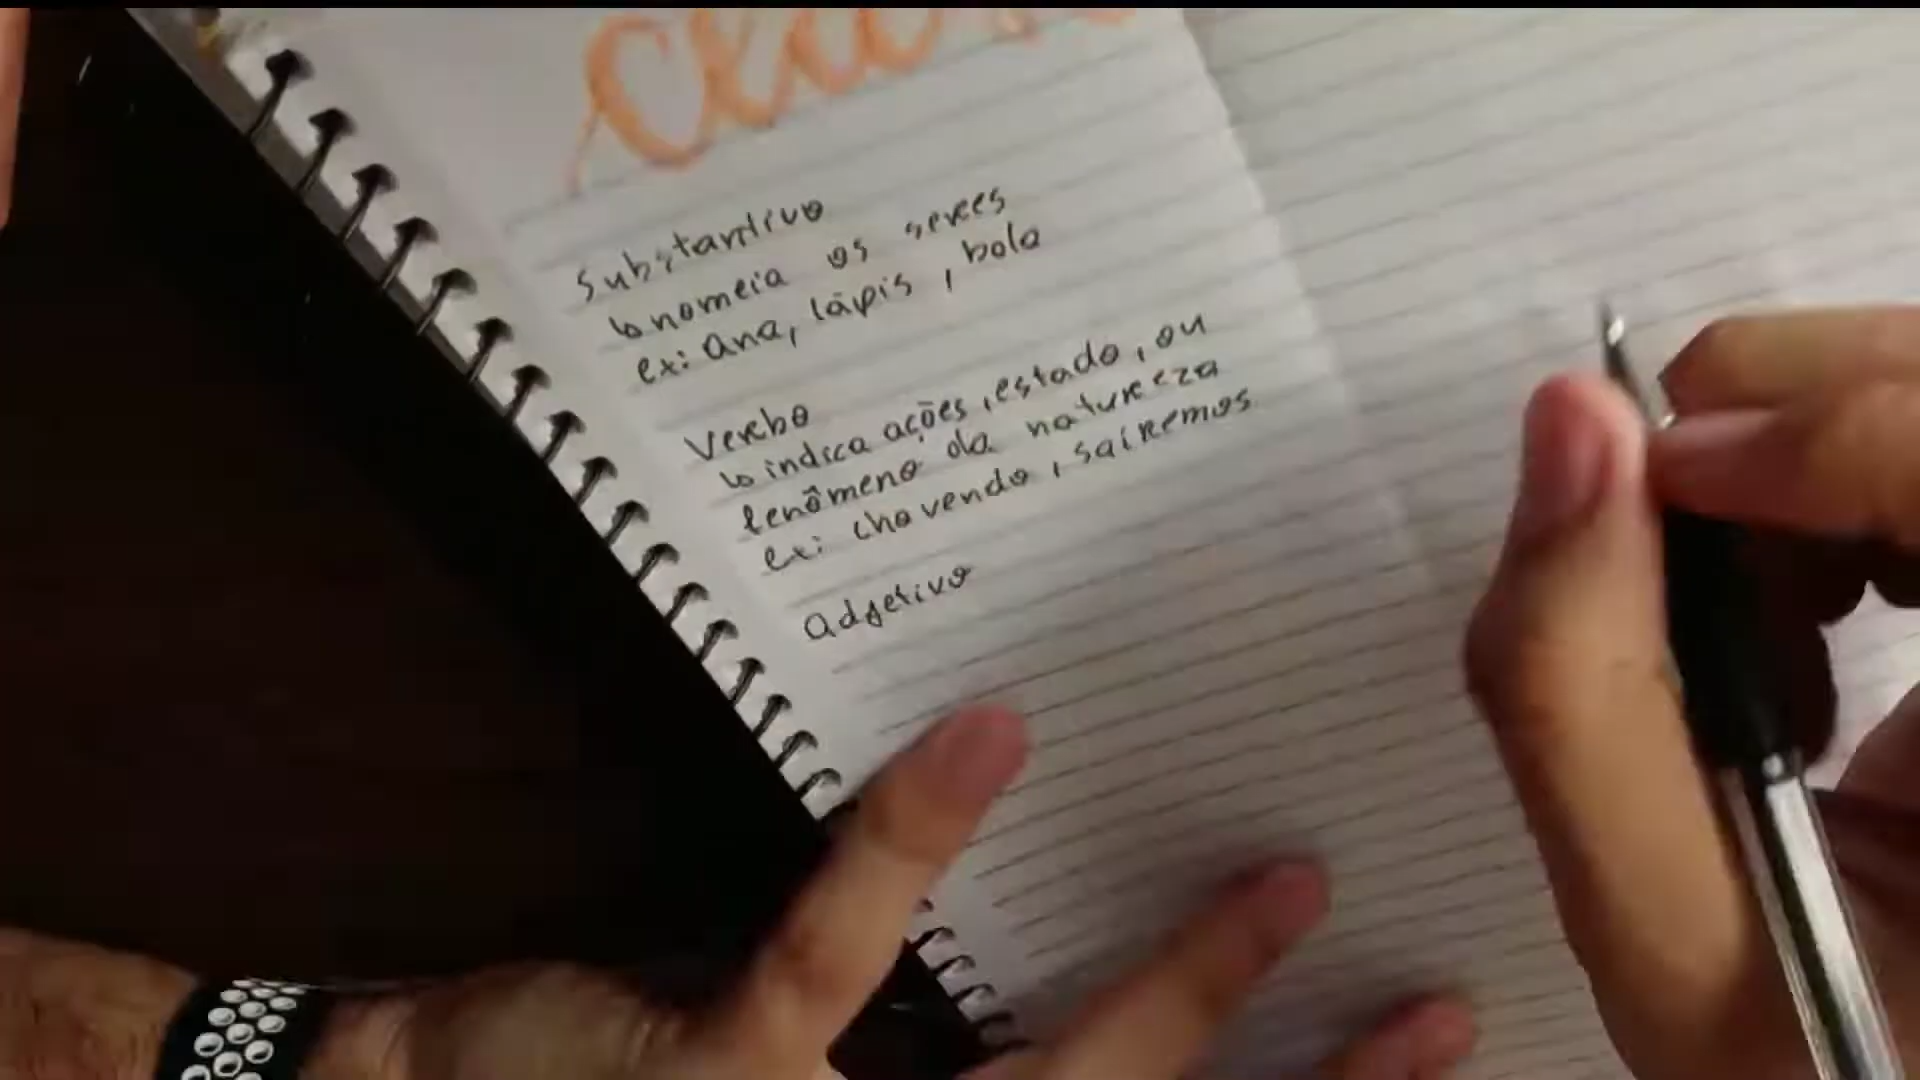 Substantivo
↳ nomeia os seres
ex: Ana, lápis, bola
Verbo
↳ indica ações, estado, ou
fenômeno da natureza
ex: chovendo, sairemos
Adjetivo